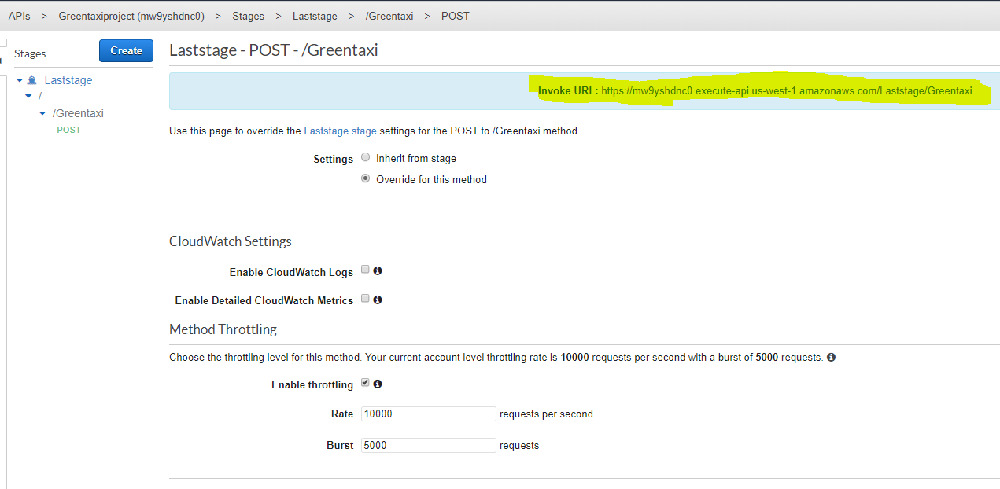 APIs > Greentaxiproject (mw9yshdnc0) > Stages > Laststage > /Greentaxi > POST
Stages
Create
Laststage
/
/Greentaxi
POST
Laststage - POST - /Greentaxi
Invoke URL: https://mw9yshdnc0.execute-api.us-west-1.amazonaws.com/Laststage/Greentaxi
Use this page to override the Laststage stage settings for the POST to /Greentaxi method.
Settings Inherit from stage
Override for this method
CloudWatch Settings
Enable CloudWatch Logs
Enable Detailed CloudWatch Metrics
Method Throttling
Choose the throttling level for this method. Your current account level throttling rate is 10000 requests per second with a burst of 5000 requests.
Enable throttling
Rate 10000 requests per second
Burst 5000 requests